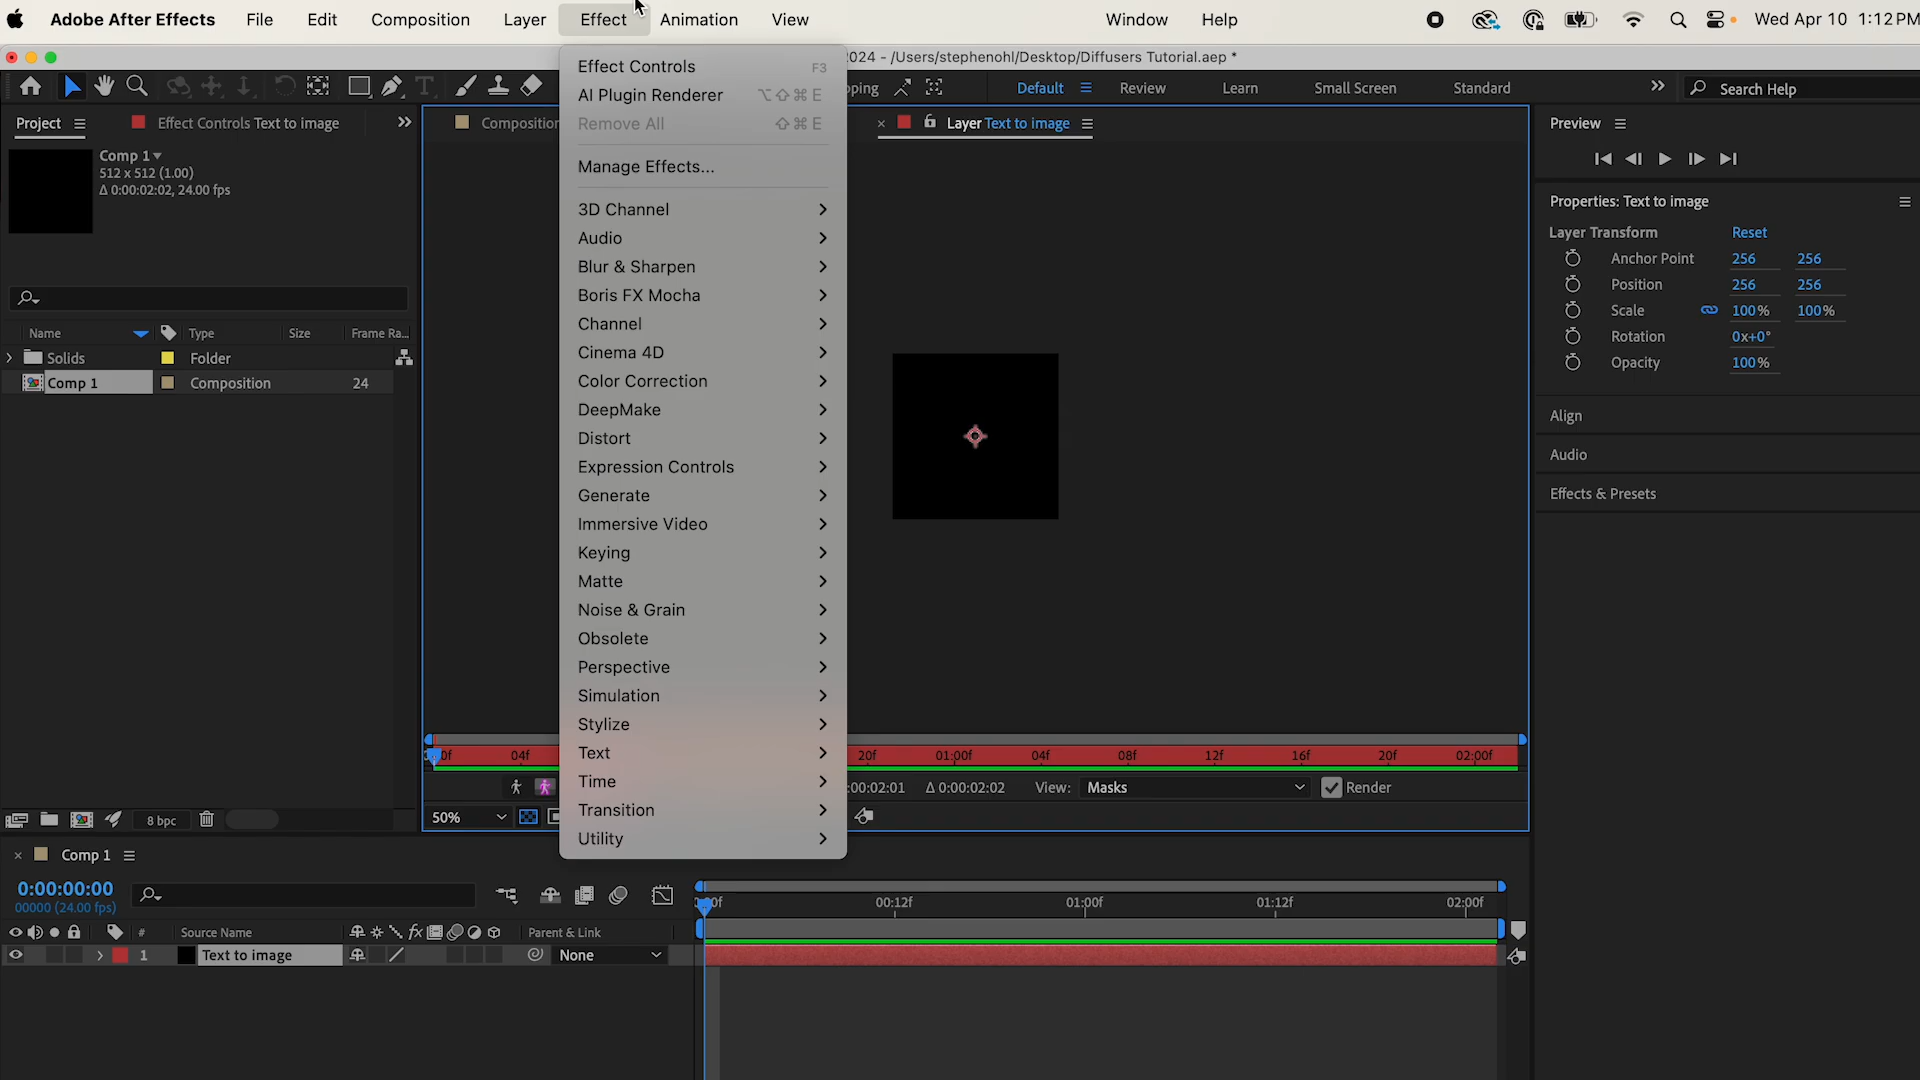 Adobe After Effects File Edit Composition Layer Effect Animation View Window Help Wed Apr 10 1:12 PM
2024 - /Users/stephenohl/Desktop/Diffusers Tutorial.aep *
Default Review Learn Small Screen Standard Search Help
Project Effect Controls Text to image
Comp 1
512 x 512 (1.00)
Δ 0:00:02:02, 24.00 fps
Name Type Size Frame Ra...
Solids Folder
Comp 1 Composition 24
8 bpc
Effect Controls F3
AI Plugin Renderer ⌥⇧⌘E
Remove All ⇧⌘E
Manage Effects...
3D Channel
Audio
Blur & Sharpen
Boris FX Mocha
Channel
Cinema 4D
Color Correction
DeepMake
Distort
Expression Controls
Generate
Immersive Video
Keying
Matte
Noise & Grain
Obsolete
Perspective
Simulation
Stylize
Text
Time
Transition
Utility
Layer Text to image
04f 20f 01:00f 04f 08f 12f 16f 20f 02:00f
Δ 0:00:02:02 View: Masks Render
50%
Preview
Properties: Text to image
Layer Transform Reset
Anchor Point 256 256
Position 256 256
Scale 100% 100%
Rotation 0x+0°
Opacity 100%
Align
Audio
Effects & Presets
Comp 1
0:00:00:00
00000 (24.00 fps)
00:12f 01:00f 01:12f 02:00f
# Source Name fx Parent & Link
1 Text to image None